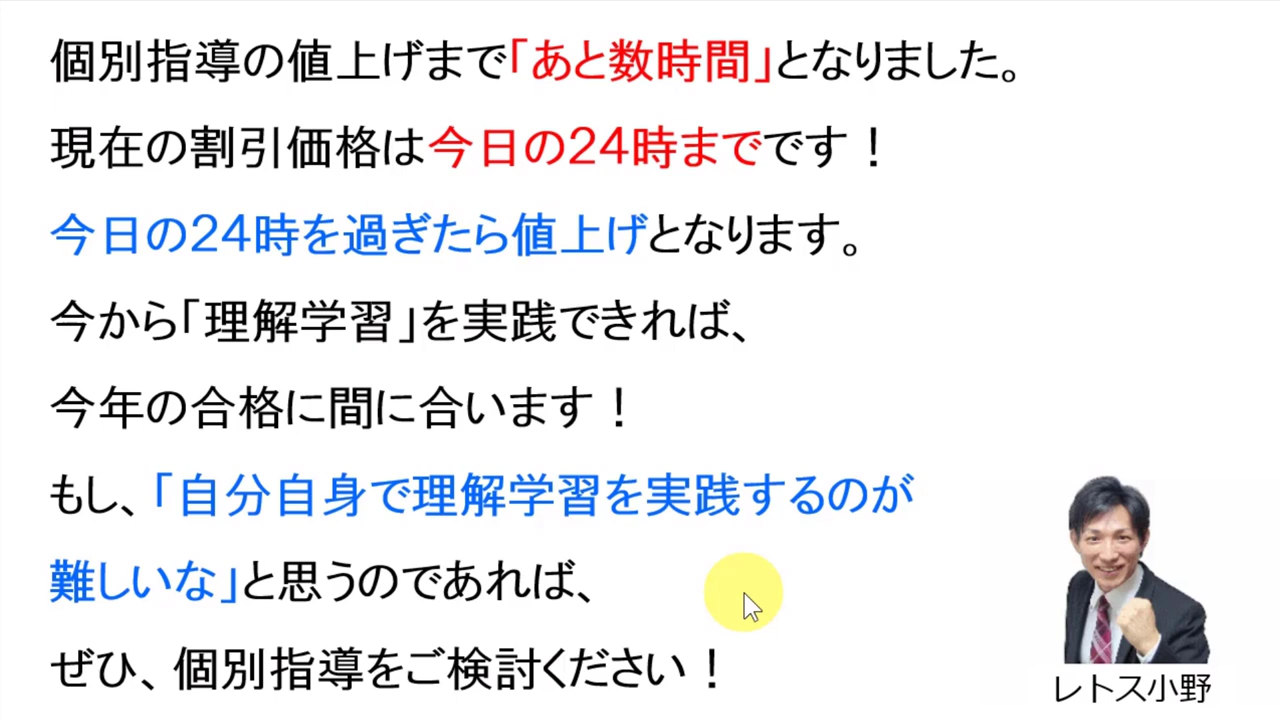 個別指導の値上げまで「あと数時間」となりました。
現在の割引価格は今日の24時までです！
今日の24時を過ぎたら値上げとなります。
今から「理解学習」を実践できれば、
今年の合格に間に合います！
もし、「自分自身で理解学習を実践するのが
難しいな」と思うのであれば、
ぜひ、個別指導をご検討ください！
レトス小野